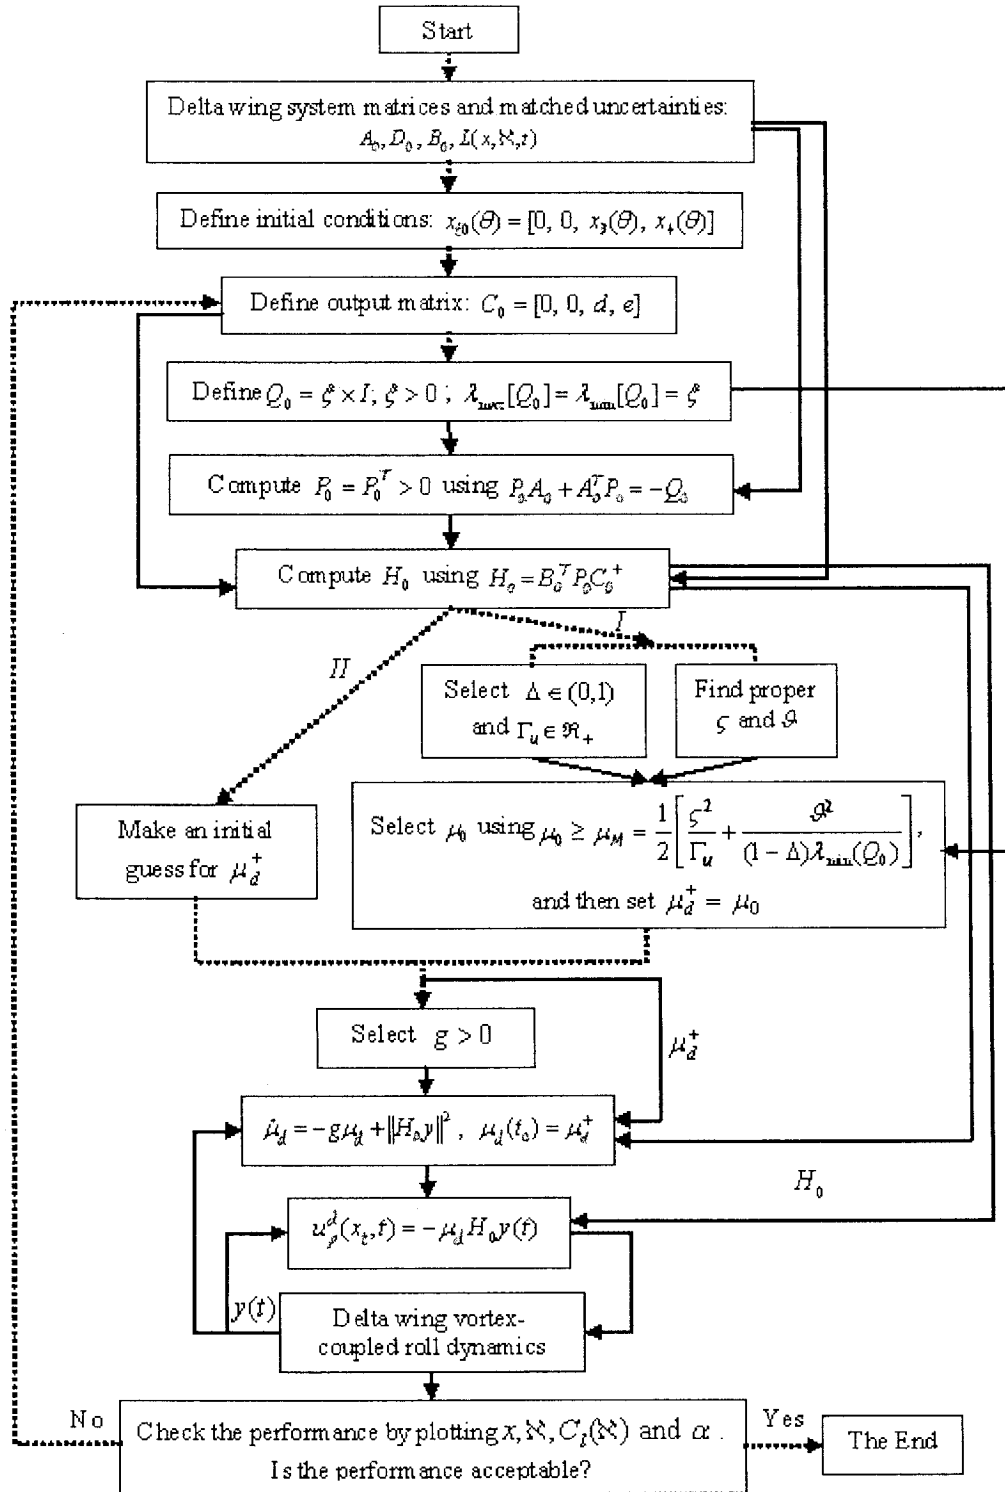 Start
Delta wing system matrices and matched uncertainties:
A₀, D₀, B₀, L(x, ℵ, t)
Define initial conditions: x_{t0}(θ) = [0, 0, x₃(θ), x₄(θ)]
Define output matrix: C₀ = [0, 0, d, e]
Define Q₀ = ξ × I; ξ > 0 ; λ_max[Q₀] = λ_min[Q₀] = ξ
Compute P₀ = P₀ᵀ > 0 using P₀A₀ + A₀ᵀP₀ = −Q₀
Compute H₀ using H₀ = B₀ᵀP₀C₀⁺
I
II
Select Δ ∈ (0,1)
and Γ_u ∈ ℜ₊
Find proper
ς and ϑ
Make an initial
guess for μ_d⁺
Select μ₀ using μ₀ ≥ μ_M = 1/2 [ς²/Γ_u + ϑ²/((1 − Δ)λ_min(Q₀))],
and then set μ_d⁺ = μ₀
Select g > 0
μ_d⁺
μ̇_d = −gμ_d + ‖H₀y‖² , μ_d(t₀) = μ_d⁺
H₀
u_p^d(x_t, t) = −μ_d H₀y(t)
y(t)
Delta wing vortex-
coupled roll dynamics
No
Check the performance by plotting x, ℵ, C_l(ℵ) and α .
Is the performance acceptable?
Yes
The End